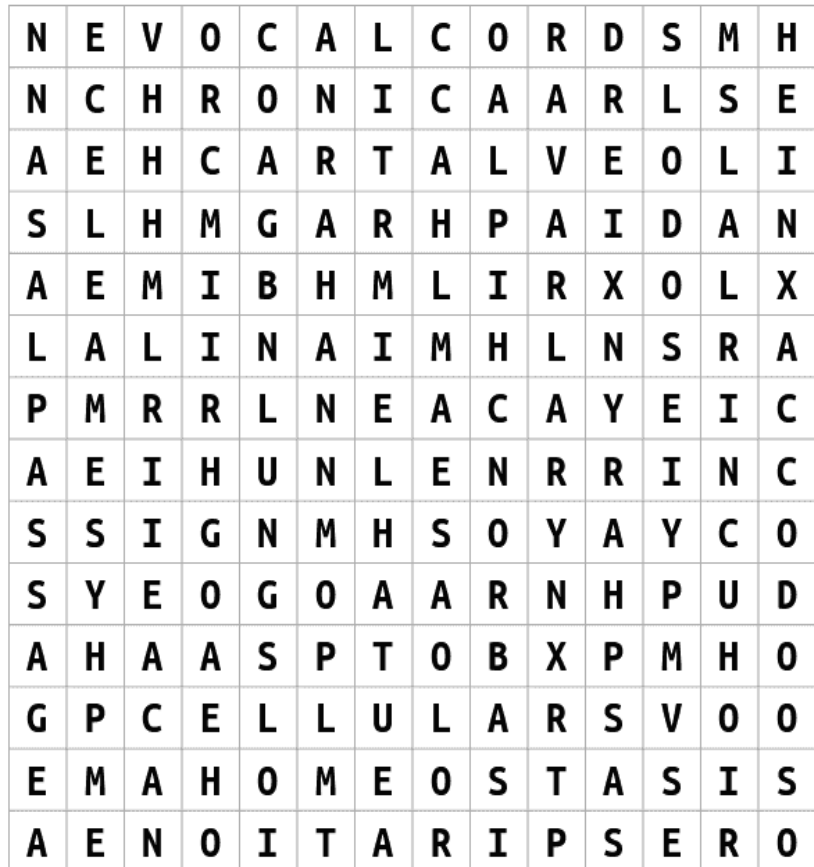 N E V O C A L C O R D S M H
N C H R O N I C A A R L S E
A E H C A R T A L V E O L I
S L H M G A R H P A I D A N
A E M I B H M L I R X O L X
L A L I N A I M H L N S R A
P M R R L N E A C A Y E I C
A E I H U N L E N R R I N C
S S I G N M H S O Y A Y C O
S Y E O G O A A R N H P U D
A H A A S P T O B X P M H O
G P C E L L U L A R S V O O
E M A H O M E O S T A S I S
A E N O I T A R I P S E R O